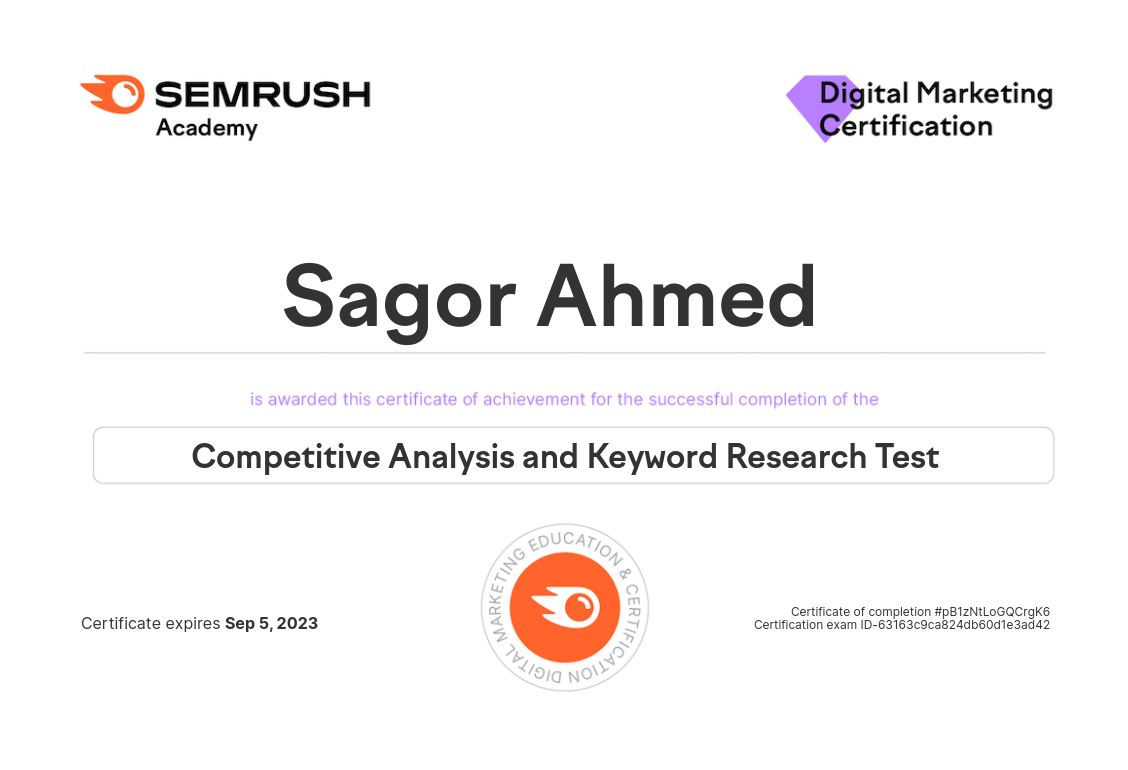 SEMRUSH
Academy
Digital Marketing
Certification
Sagor Ahmed
is awarded this certificate of achievement for the successful completion of the
Competitive Analysis and Keyword Research Test
DIGITAL MARKETING EDUCATION & CERTIFICATION
Certificate expires Sep 5, 2023
Certificate of completion #pB1zNtLoGQCrgK6
Certification exam ID-63163c9ca824db60d1e3ad42